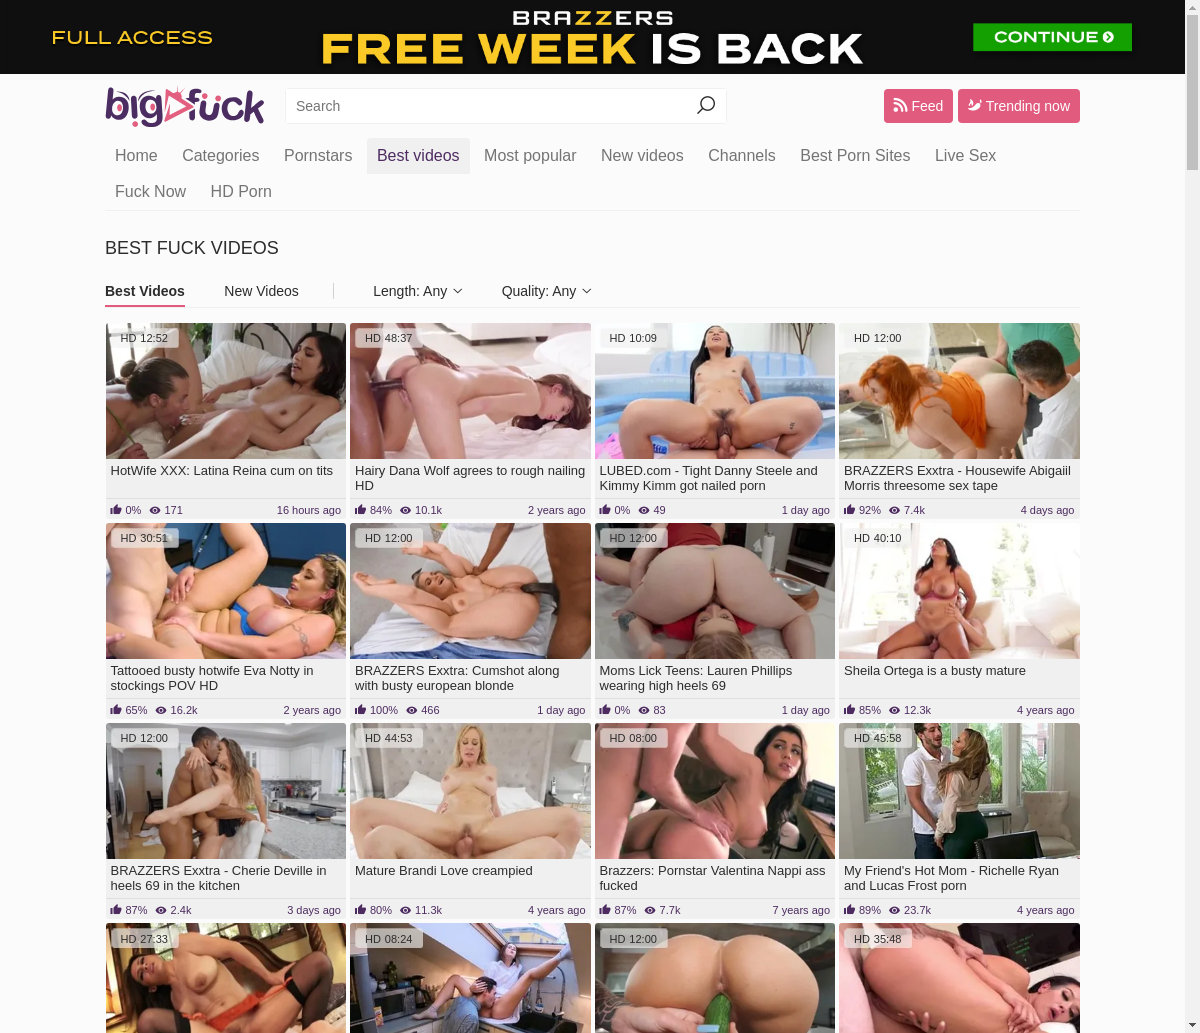 FULL ACCESS
BRAZZERS
FREE WEEK IS BACK
CONTINUE
big fuck
Search
Feed
Trending now
Home Categories Pornstars Best videos Most popular New videos Channels Best Porn Sites Live Sex
Fuck Now HD Porn
BEST FUCK VIDEOS
Best Videos New Videos Length: Any Quality: Any
HD 12:52 HD 48:37 HD 10:09 HD 12:00
HotWife XXX: Latina Reina cum on tits
Hairy Dana Wolf agrees to rough nailing
HD
LUBED.com - Tight Danny Steele and
Kimmy Kimm got nailed porn
BRAZZERS Exxtra - Housewife Abigaiil
Morris threesome sex tape
0% 171 16 hours ago
84% 10.1k 2 years ago
0% 49 1 day ago
92% 7.4k 4 days ago
HD 30:51 HD 12:00 HD 12:00 HD 40:10
Tattooed busty hotwife Eva Notty in
stockings POV HD
BRAZZERS Exxtra: Cumshot along
with busty european blonde
Moms Lick Teens: Lauren Phillips
wearing high heels 69
Sheila Ortega is a busty mature
65% 16.2k 2 years ago
100% 466 1 day ago
0% 83 1 day ago
85% 12.3k 4 years ago
HD 12:00 HD 44:53 HD 08:00 HD 45:58
BRAZZERS Exxtra - Cherie Deville in
heels 69 in the kitchen
Mature Brandi Love creampied
Brazzers: Pornstar Valentina Nappi ass
fucked
My Friend's Hot Mom - Richelle Ryan
and Lucas Frost porn
87% 2.4k 3 days ago
80% 11.3k 4 years ago
87% 7.7k 7 years ago
89% 23.7k 4 years ago
HD 27:33 HD 08:24 HD 12:00 HD 35:48